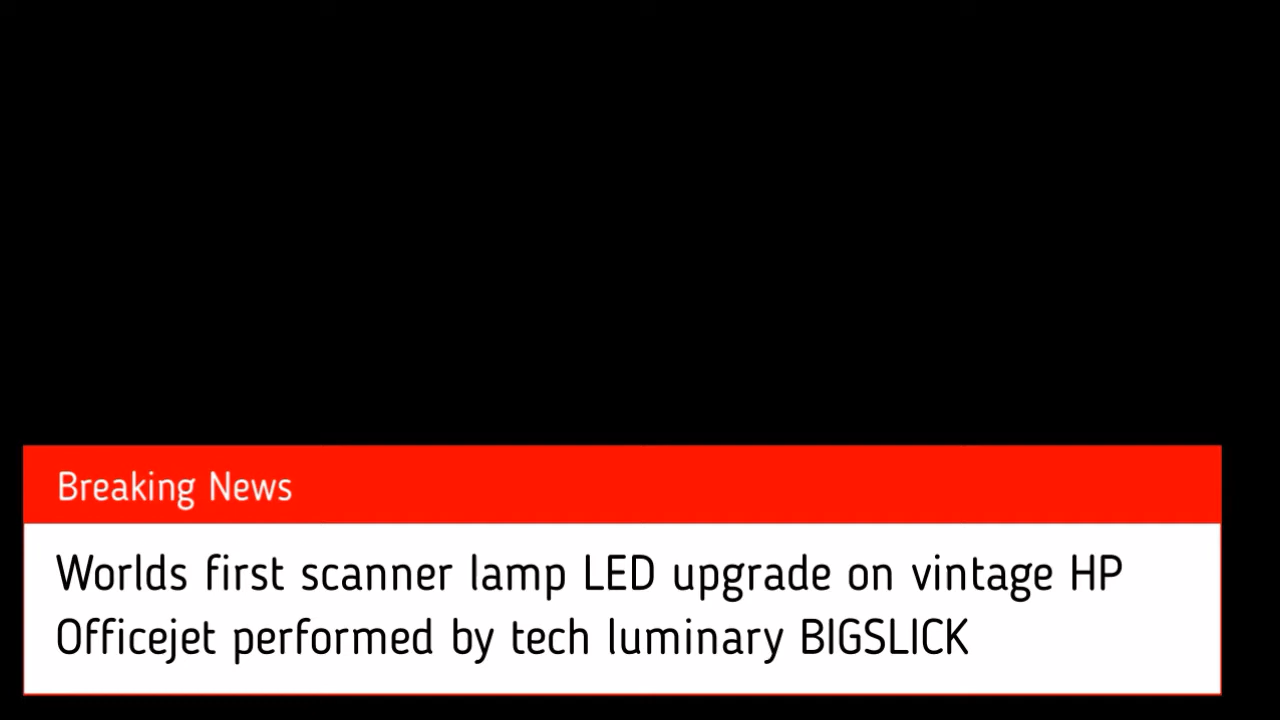 Breaking News
Worlds first scanner lamp LED upgrade on vintage HP
Officejet performed by tech luminary BIGSLICK